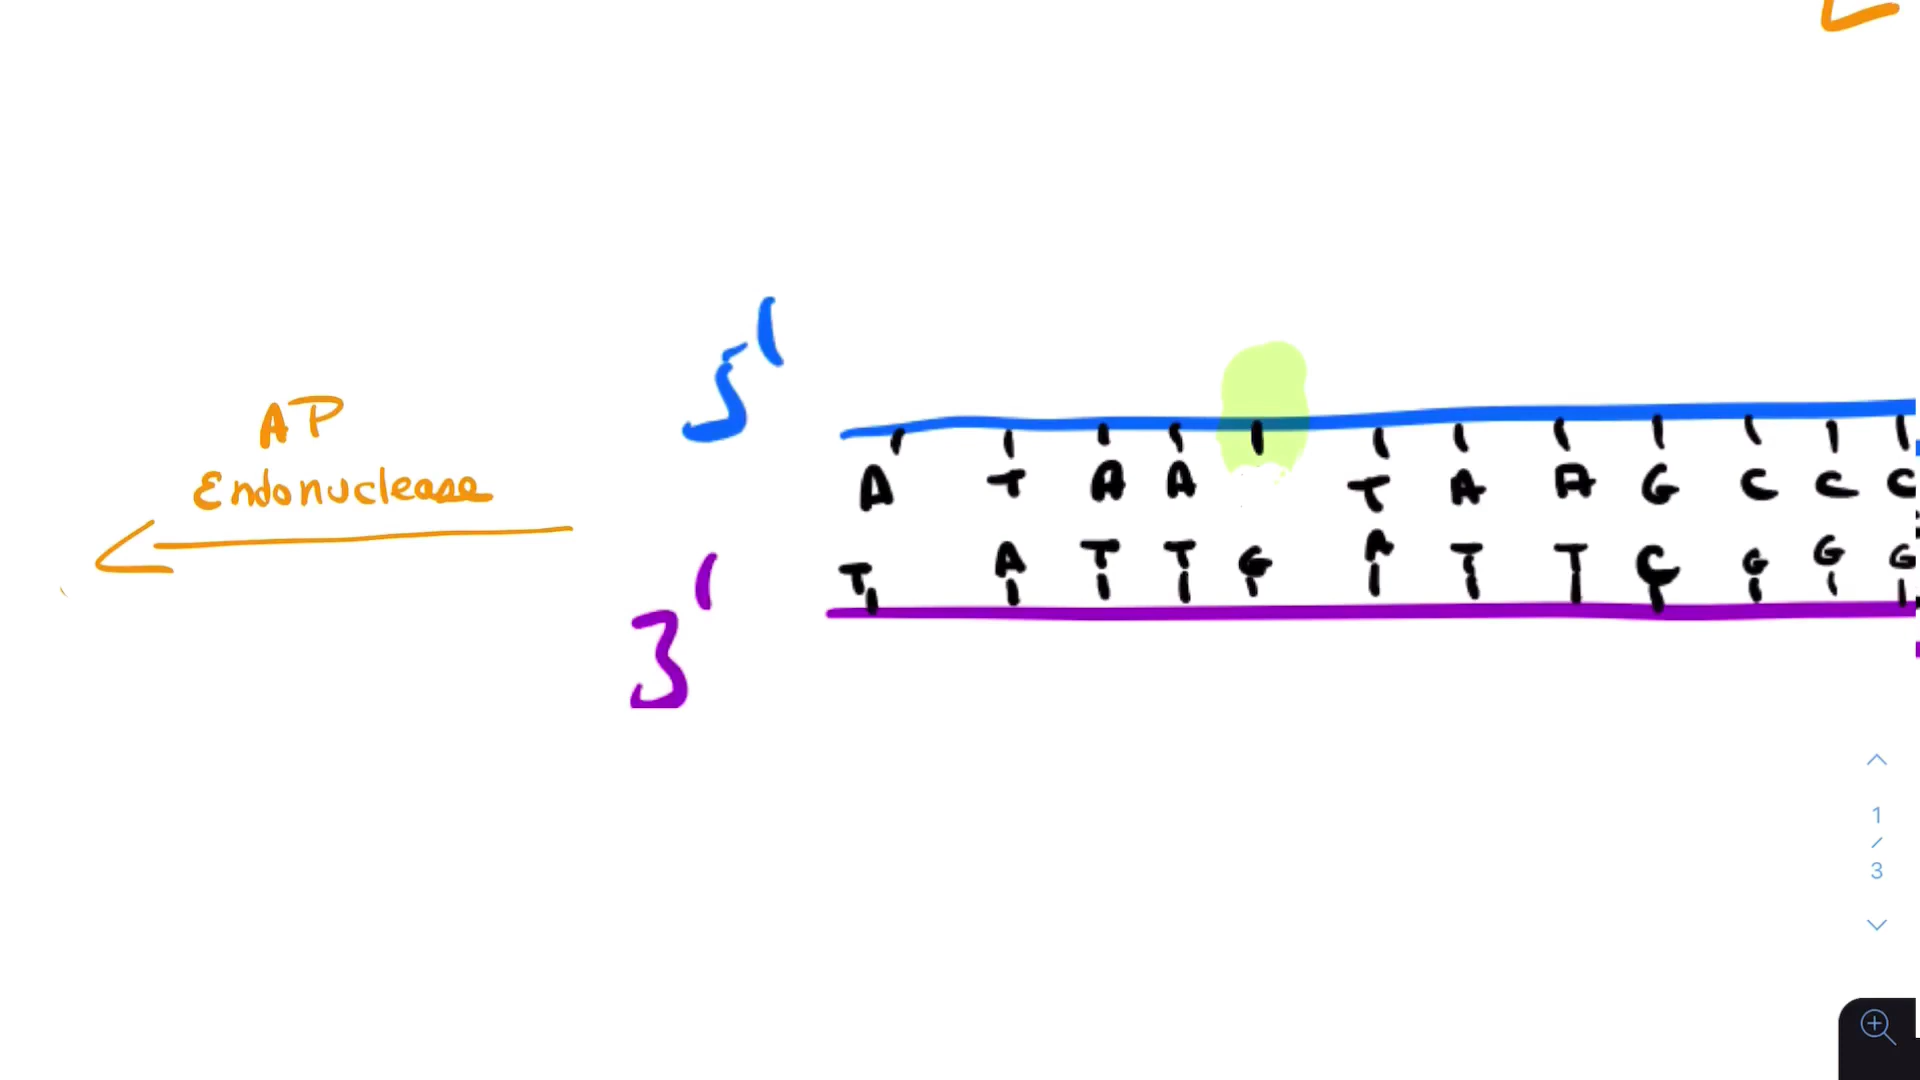 AP
Endonuclease
5'
A T A A T A A G C C C
T A T T G A T T C G G G
3'
1
/
3